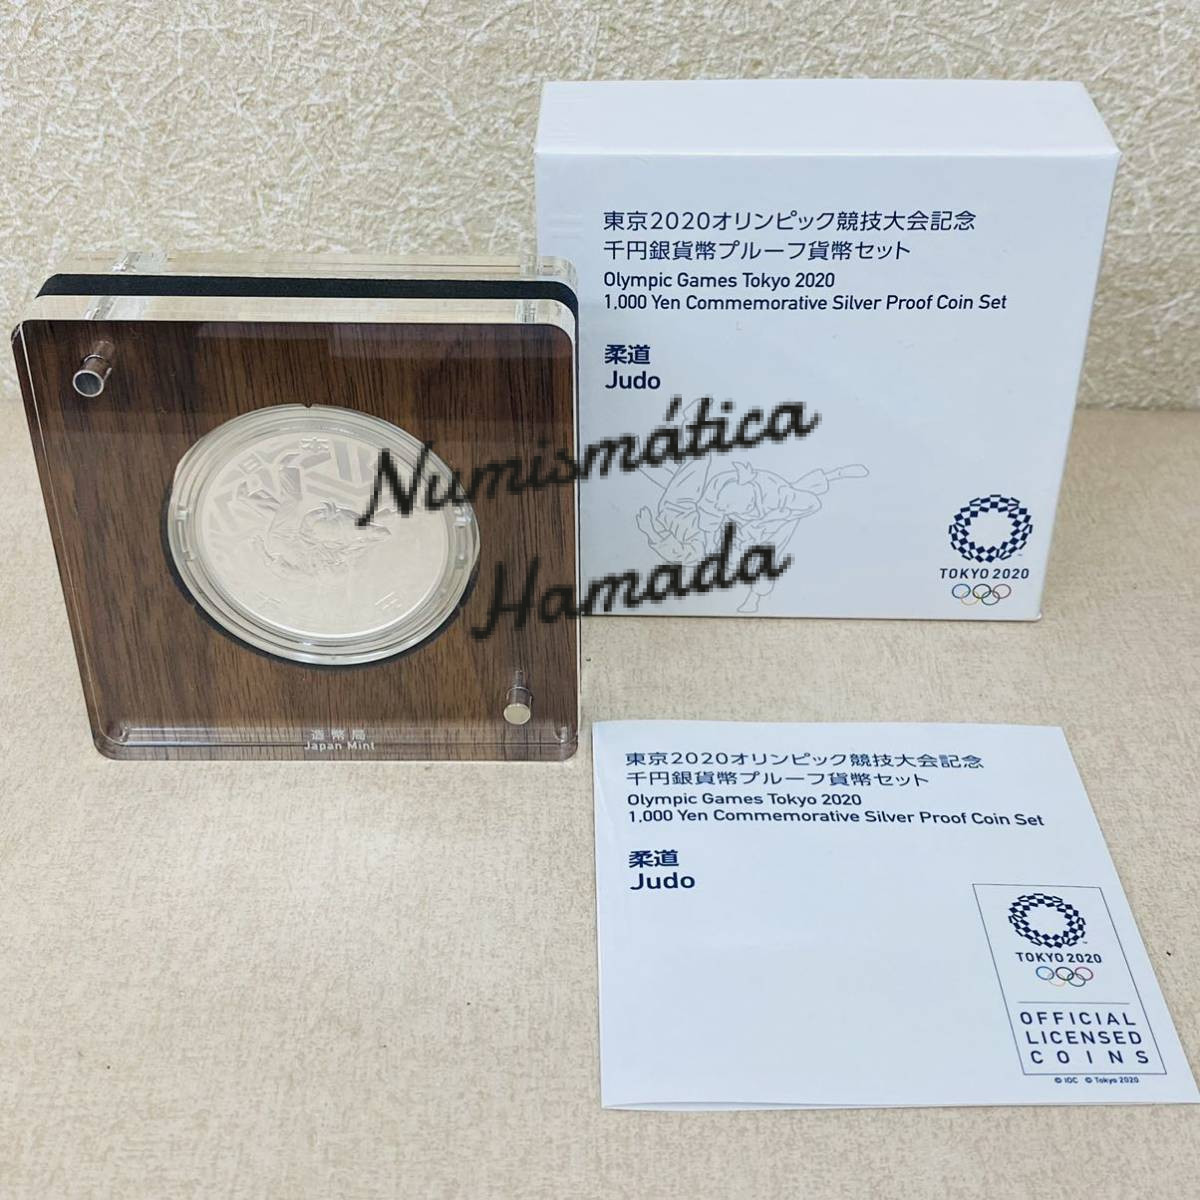 東京2020オリンピック競技大会記念
千円銀貨幣プルーフ貨幣セット
Olympic Games Tokyo 2020
1,000 Yen Commemorative Silver Proof Coin Set
柔道
Judo
TOKYO 2020
日本
Numismática
Hamada
造幣局
Japan Mint
東京2020オリンピック競技大会記念
千円銀貨幣プルーフ貨幣セット
Olympic Games Tokyo 2020
1,000 Yen Commemorative Silver Proof Coin Set
柔道
Judo
TOKYO 2020
OFFICIAL
LICENSED
COINS
© IOC © Tokyo 2020